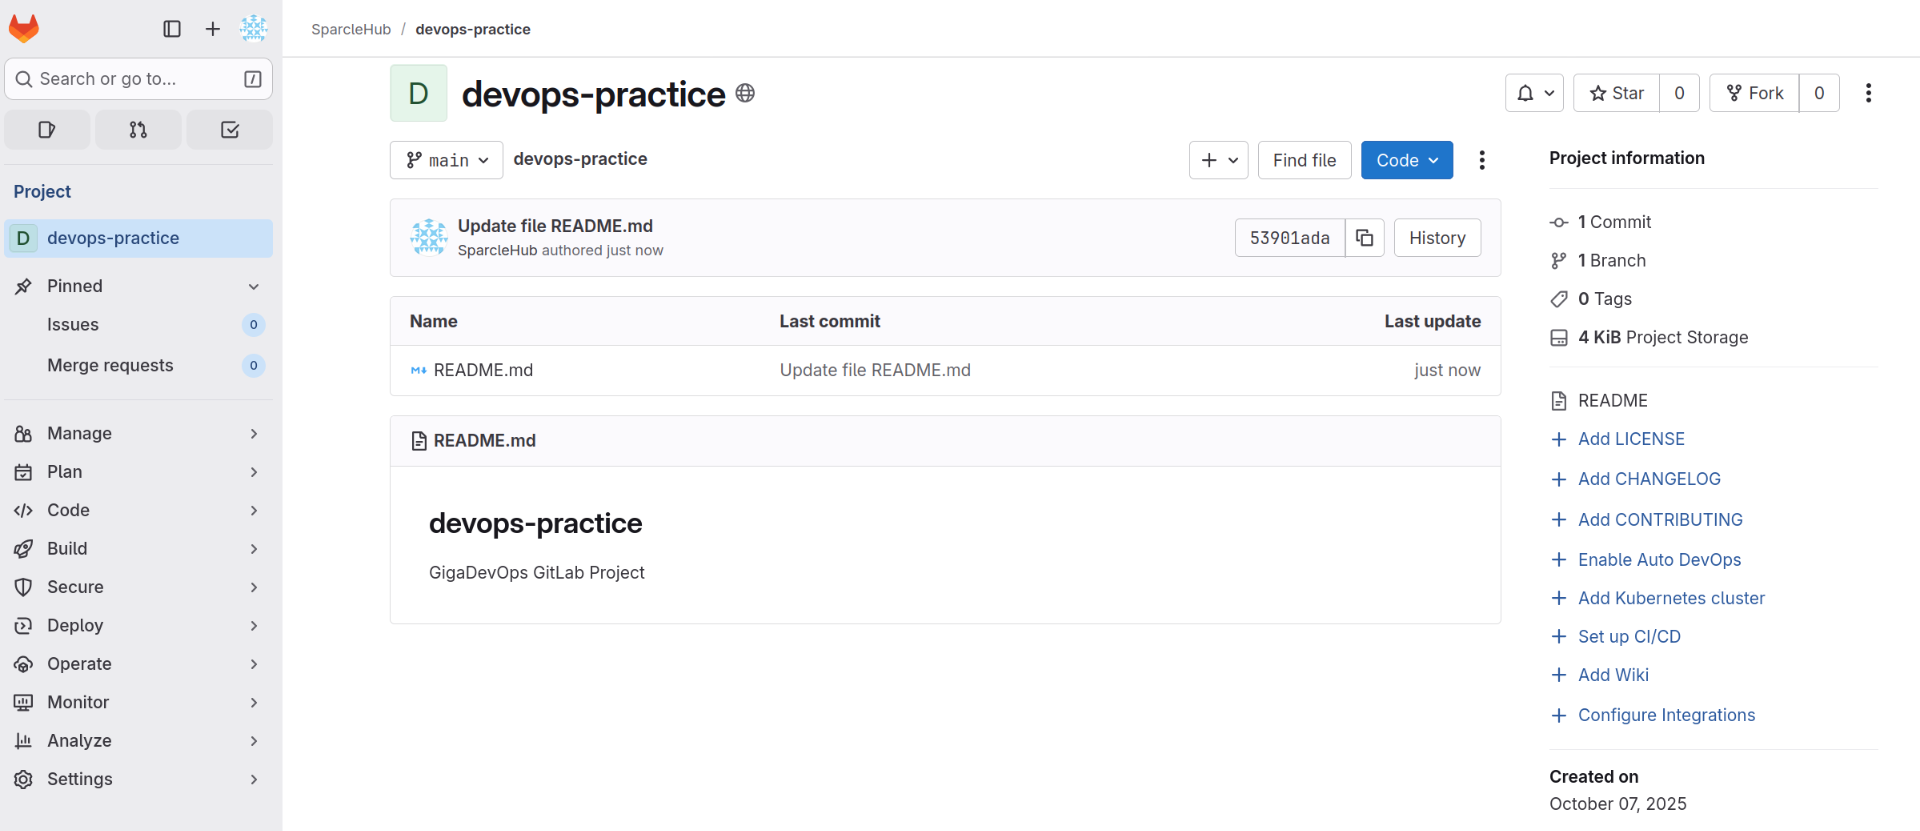 SparcleHub / devops-practice
Search or go to... /
Project
D devops-practice
Pinned
Issues 0
Merge requests 0
Manage
Plan
Code
Build
Secure
Deploy
Operate
Monitor
Analyze
Settings
D devops-practice
Star 0
Fork 0
main devops-practice
Find file
Code
Update file README.md
SparcleHub authored just now
53901ada
History
Name Last commit Last update
README.md Update file README.md just now
README.md
devops-practice
GigaDevOps GitLab Project
Project information
1 Commit
1 Branch
0 Tags
4 KiB Project Storage
README
Add LICENSE
Add CHANGELOG
Add CONTRIBUTING
Enable Auto DevOps
Add Kubernetes cluster
Set up CI/CD
Add Wiki
Configure Integrations
Created on
October 07, 2025